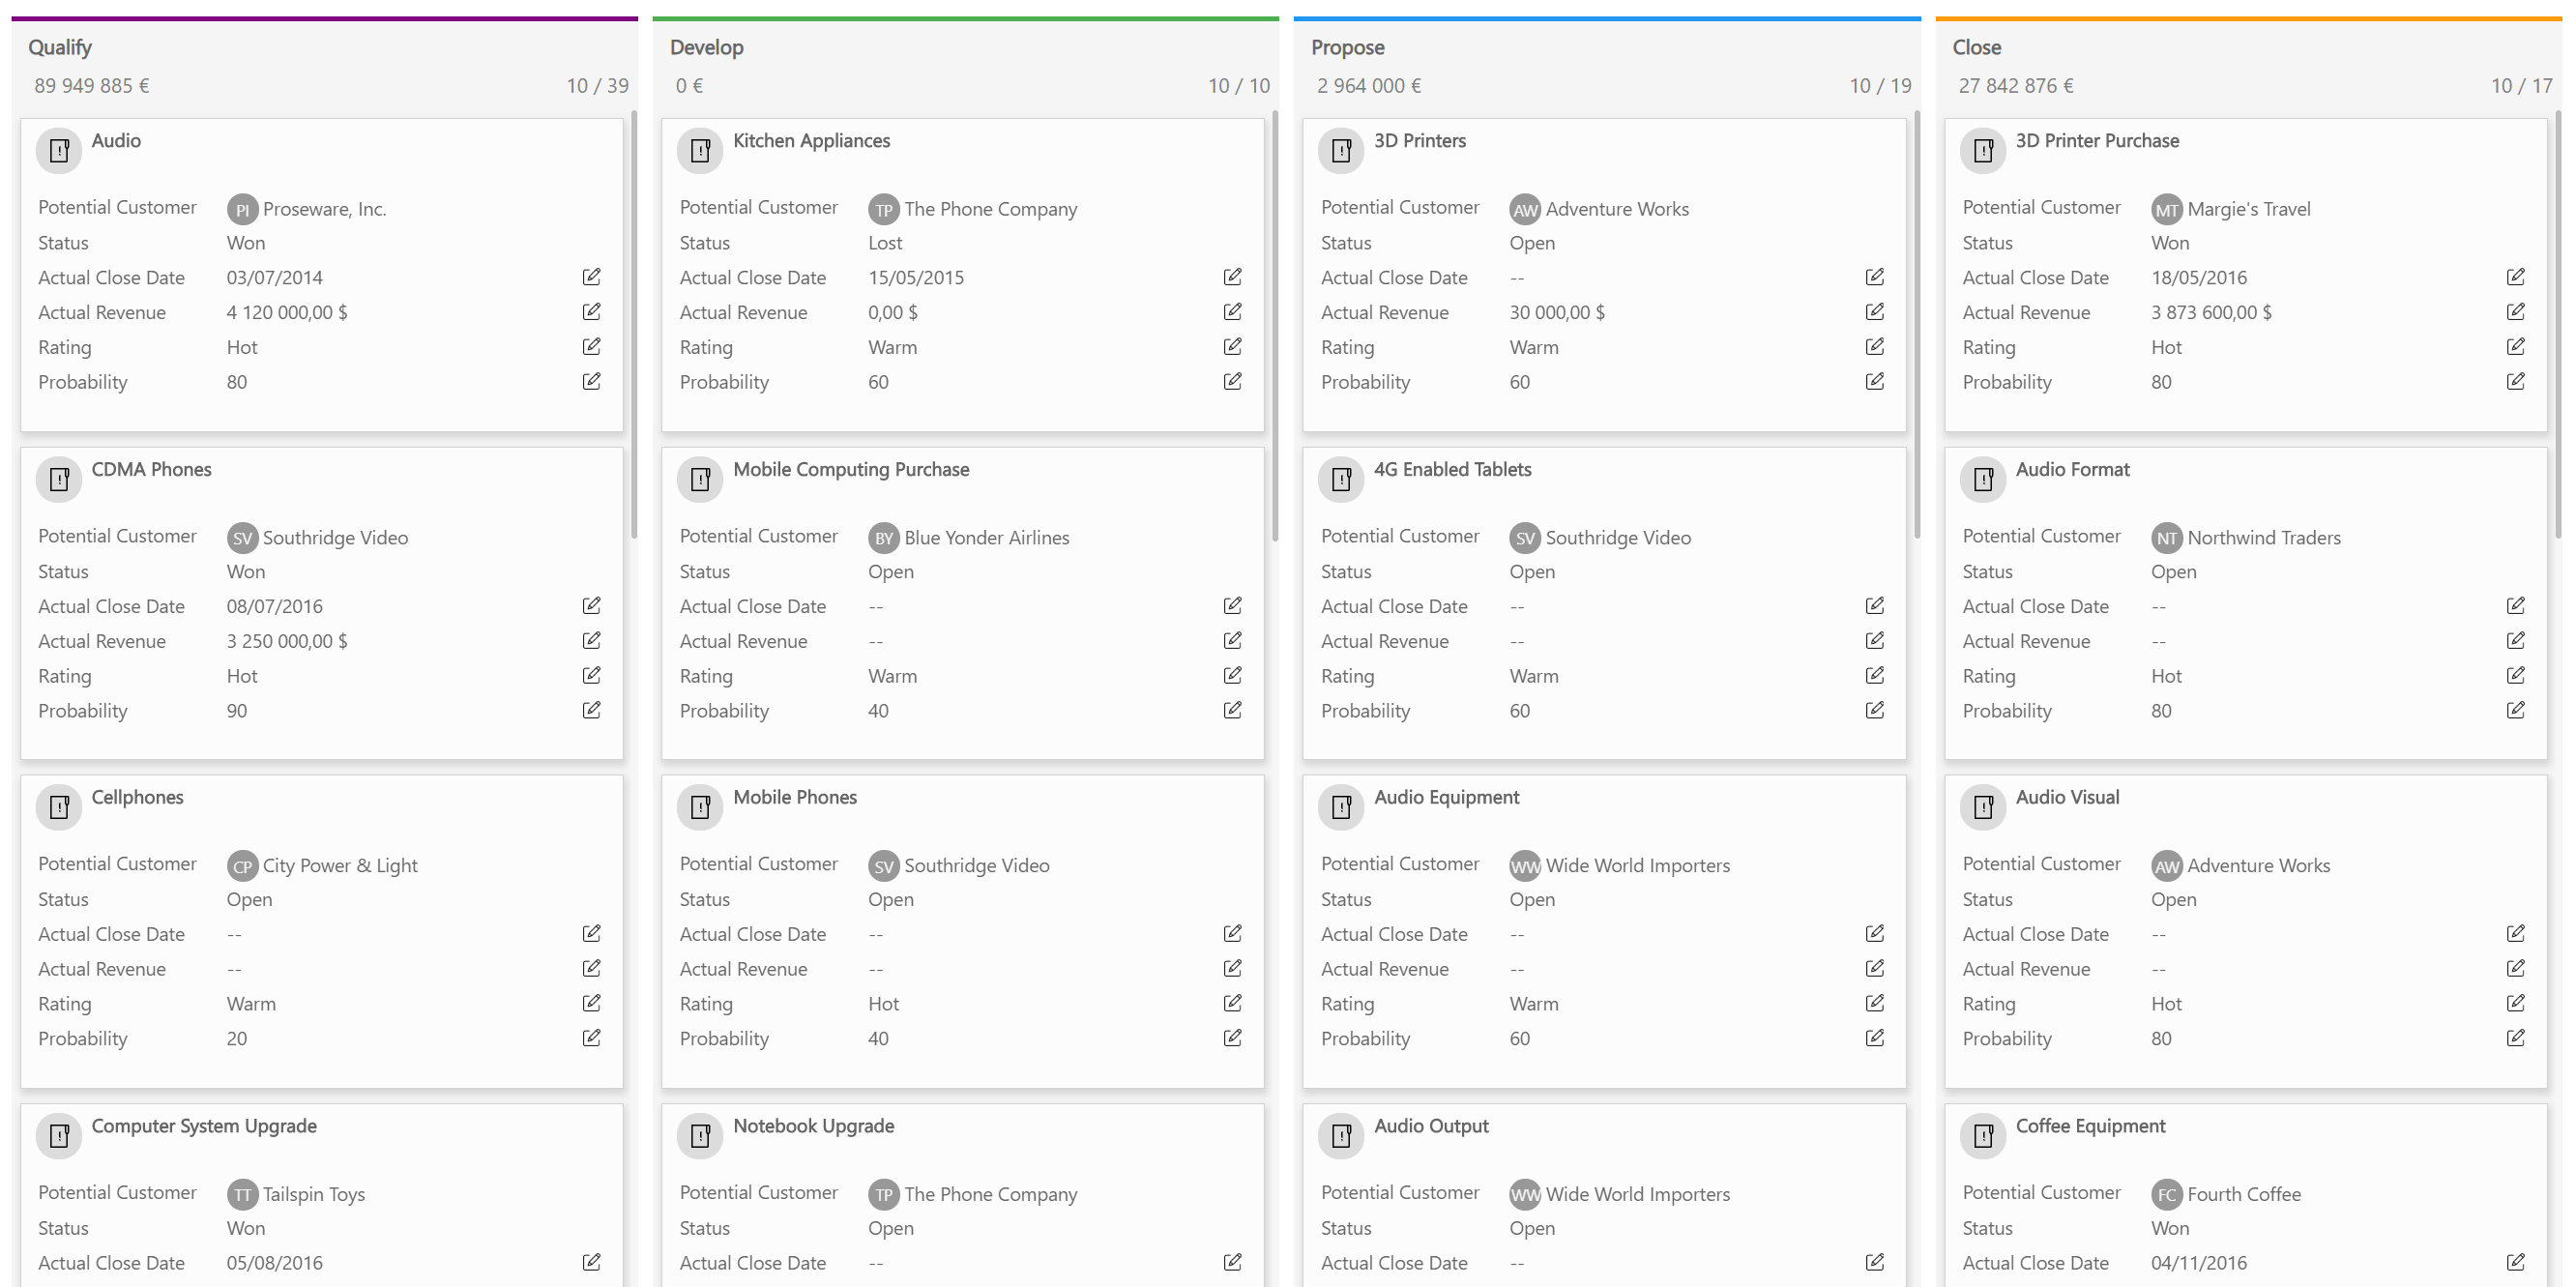 Qualify
89 949 885 €
10 / 39
Audio
Potential Customer PI Proseware, Inc.
Status Won
Actual Close Date 03/07/2014
Actual Revenue 4 120 000,00 $
Rating Hot
Probability 80
CDMA Phones
Potential Customer SV Southridge Video
Status Won
Actual Close Date 08/07/2016
Actual Revenue 3 250 000,00 $
Rating Hot
Probability 90
Cellphones
Potential Customer CP City Power & Light
Status Open
Actual Close Date --
Actual Revenue --
Rating Warm
Probability 20
Computer System Upgrade
Potential Customer TT Tailspin Toys
Status Won
Actual Close Date 05/08/2016
Develop
0 €
10 / 10
Kitchen Appliances
Potential Customer TP The Phone Company
Status Lost
Actual Close Date 15/05/2015
Actual Revenue 0,00 $
Rating Warm
Probability 60
Mobile Computing Purchase
Potential Customer BY Blue Yonder Airlines
Status Open
Actual Close Date --
Actual Revenue --
Rating Warm
Probability 40
Mobile Phones
Potential Customer SV Southridge Video
Status Open
Actual Close Date --
Actual Revenue --
Rating Hot
Probability 40
Notebook Upgrade
Potential Customer TP The Phone Company
Status Open
Actual Close Date --
Propose
2 964 000 €
10 / 19
3D Printers
Potential Customer AW Adventure Works
Status Open
Actual Close Date --
Actual Revenue 30 000,00 $
Rating Warm
Probability 60
4G Enabled Tablets
Potential Customer SV Southridge Video
Status Open
Actual Close Date --
Actual Revenue --
Rating Warm
Probability 60
Audio Equipment
Potential Customer WW Wide World Importers
Status Open
Actual Close Date --
Actual Revenue --
Rating Warm
Probability 60
Audio Output
Potential Customer WW Wide World Importers
Status Open
Actual Close Date --
Close
27 842 876 €
10 / 17
3D Printer Purchase
Potential Customer MT Margie's Travel
Status Won
Actual Close Date 18/05/2016
Actual Revenue 3 873 600,00 $
Rating Hot
Probability 80
Audio Format
Potential Customer NT Northwind Traders
Status Open
Actual Close Date --
Actual Revenue --
Rating Hot
Probability 80
Audio Visual
Potential Customer AW Adventure Works
Status Open
Actual Close Date --
Actual Revenue --
Rating Hot
Probability 80
Coffee Equipment
Potential Customer FC Fourth Coffee
Status Won
Actual Close Date 04/11/2016